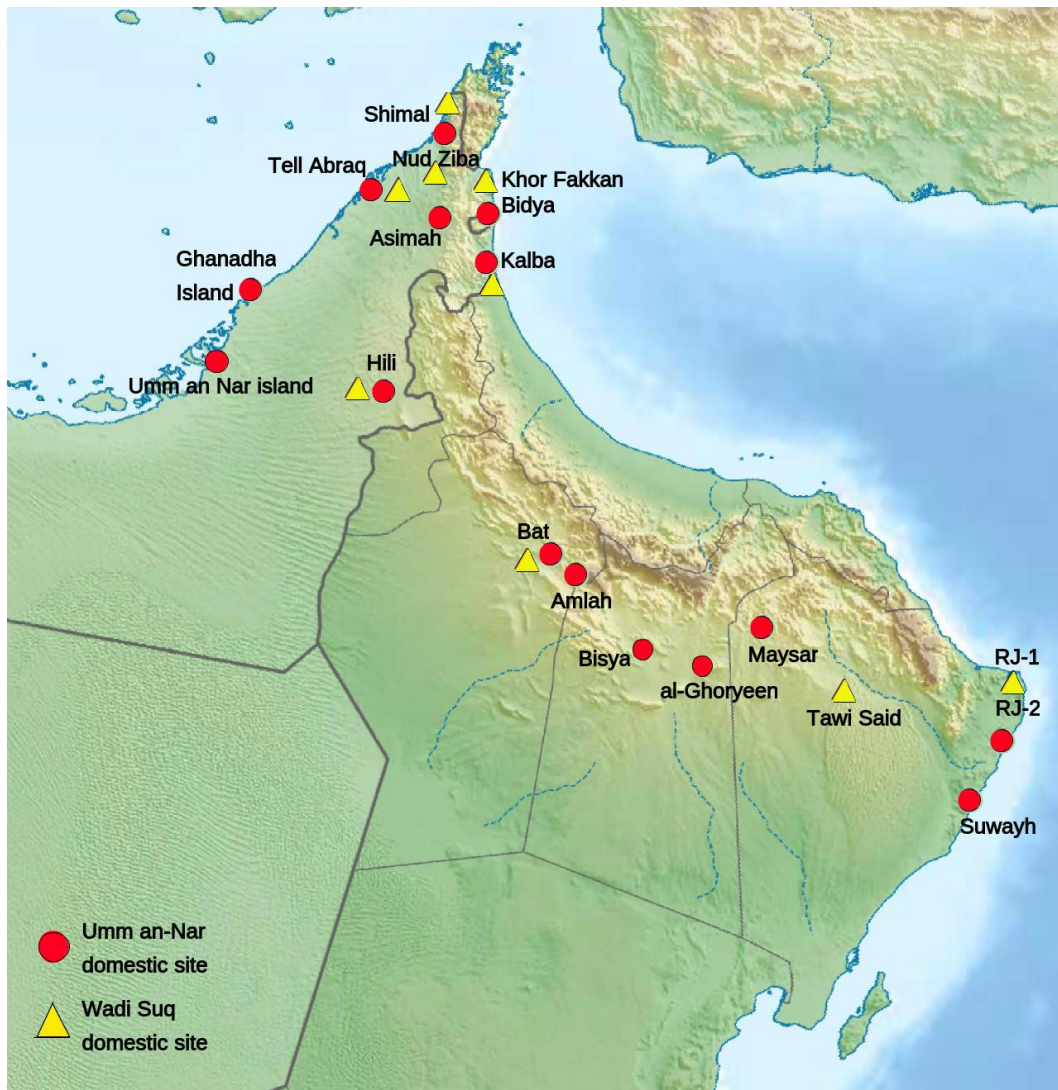 Shimal
Nud Ziba
Tell Abraq
Khor Fakkan
Bidya
Asimah
Ghanadha
Island
Kalba
Hili
Umm an Nar island
Bat
Amlah
Bisya
Maysar
al-Ghoryeen
RJ-1
RJ-2
Tawi Said
Suwayh
Umm an-Nar
domestic site
Wadi Suq
domestic site